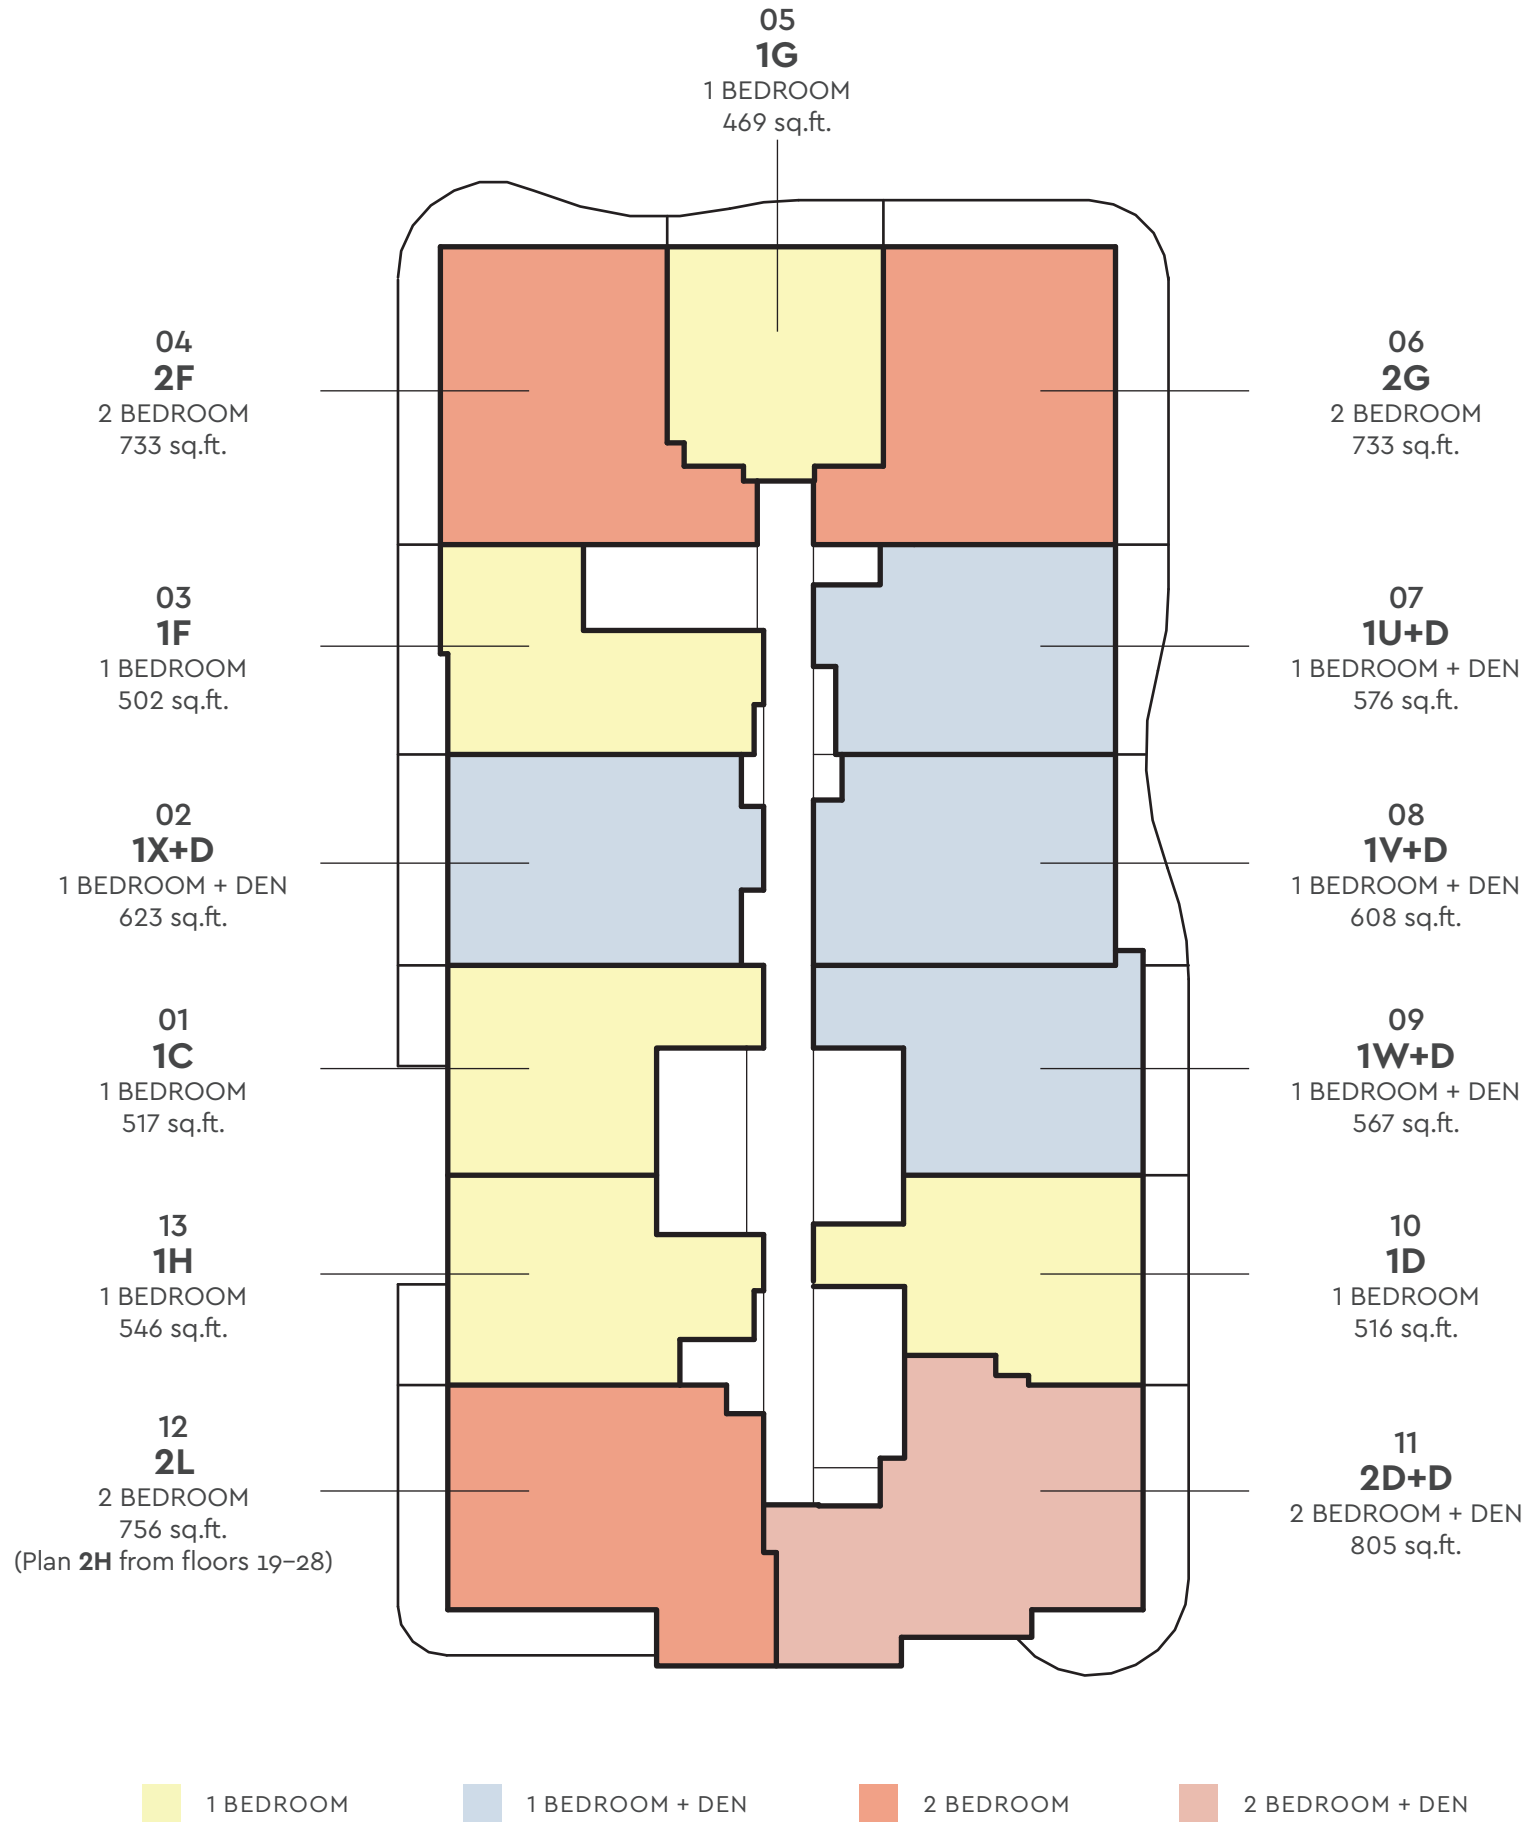 05
1G
1 BEDROOM
469 sq.ft.
04
2F
2 BEDROOM
733 sq.ft.
06
2G
2 BEDROOM
733 sq.ft.
03
1F
1 BEDROOM
502 sq.ft.
07
1U+D
1 BEDROOM + DEN
576 sq.ft.
02
1X+D
1 BEDROOM + DEN
623 sq.ft.
08
1V+D
1 BEDROOM + DEN
608 sq.ft.
01
1C
1 BEDROOM
517 sq.ft.
09
1W+D
1 BEDROOM + DEN
567 sq.ft.
13
1H
1 BEDROOM
546 sq.ft.
10
1D
1 BEDROOM
516 sq.ft.
12
2L
2 BEDROOM
756 sq.ft.
(Plan 2H from floors 19–28)
11
2D+D
2 BEDROOM + DEN
805 sq.ft.
1 BEDROOM
1 BEDROOM + DEN
2 BEDROOM
2 BEDROOM + DEN